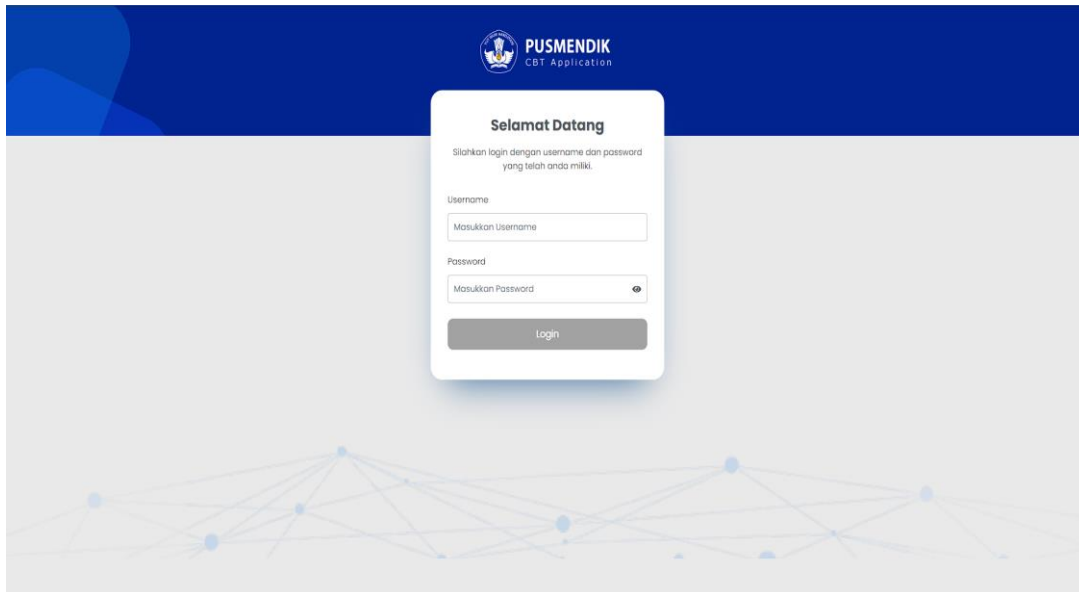 PUSMENDIK
CBT Application
Selamat Datang
Silahkan login dengan username dan password
yang telah anda miliki.
Username
Masukkan Username
Password
Masukkan Password
Login